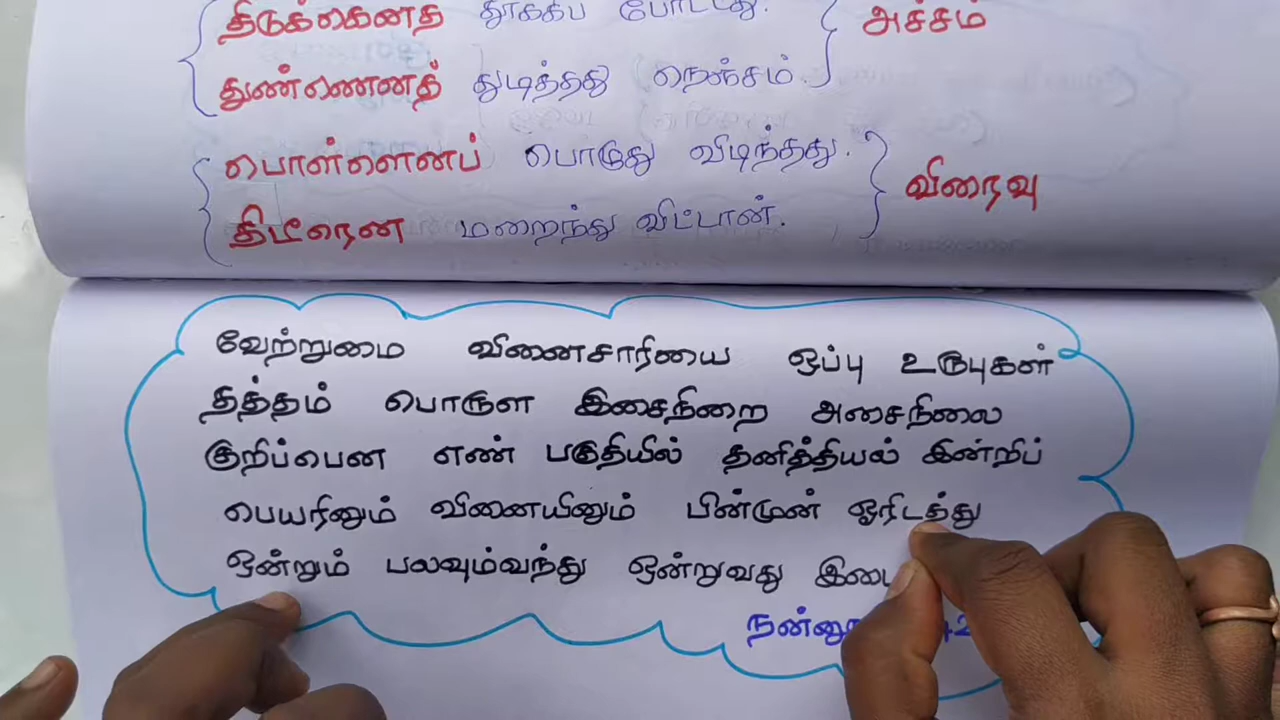 திடுக்கெனத் தூக்கிப் போட்டது. அச்சம்
துண்ணெனத் துடித்தது நெஞ்சம்.
பொள்ளெனப் பொழுது விடிந்தது. விரைவு
திடீரென மறைந்து விட்டான்.
வேற்றுமை வினைசாரியை ஒப்பு உருபுகள்
தத்தம் பொருள இசைநிறை அசைநிலை
குறிப்பென எண் பகுதியில் தனித்தியல் இன்றிப்
பெயரினும் வினையினும் பின்முன் ஓரிடத்து
ஒன்றும் பலவும்வந்து ஒன்றுவது